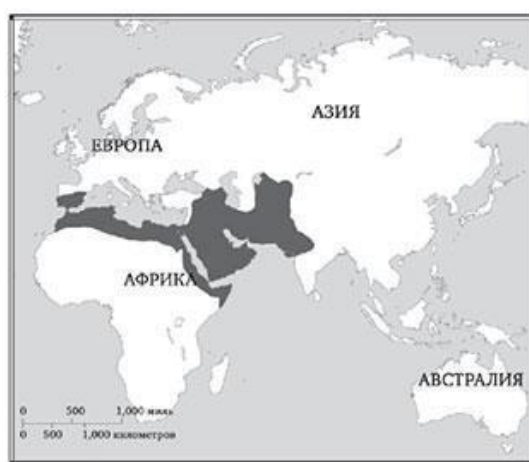 АЗИЯ
ЕВРОПА
АФРИКА
АВСТРАЛИЯ
0 500 1,000 миль
0 500 1,000 километров